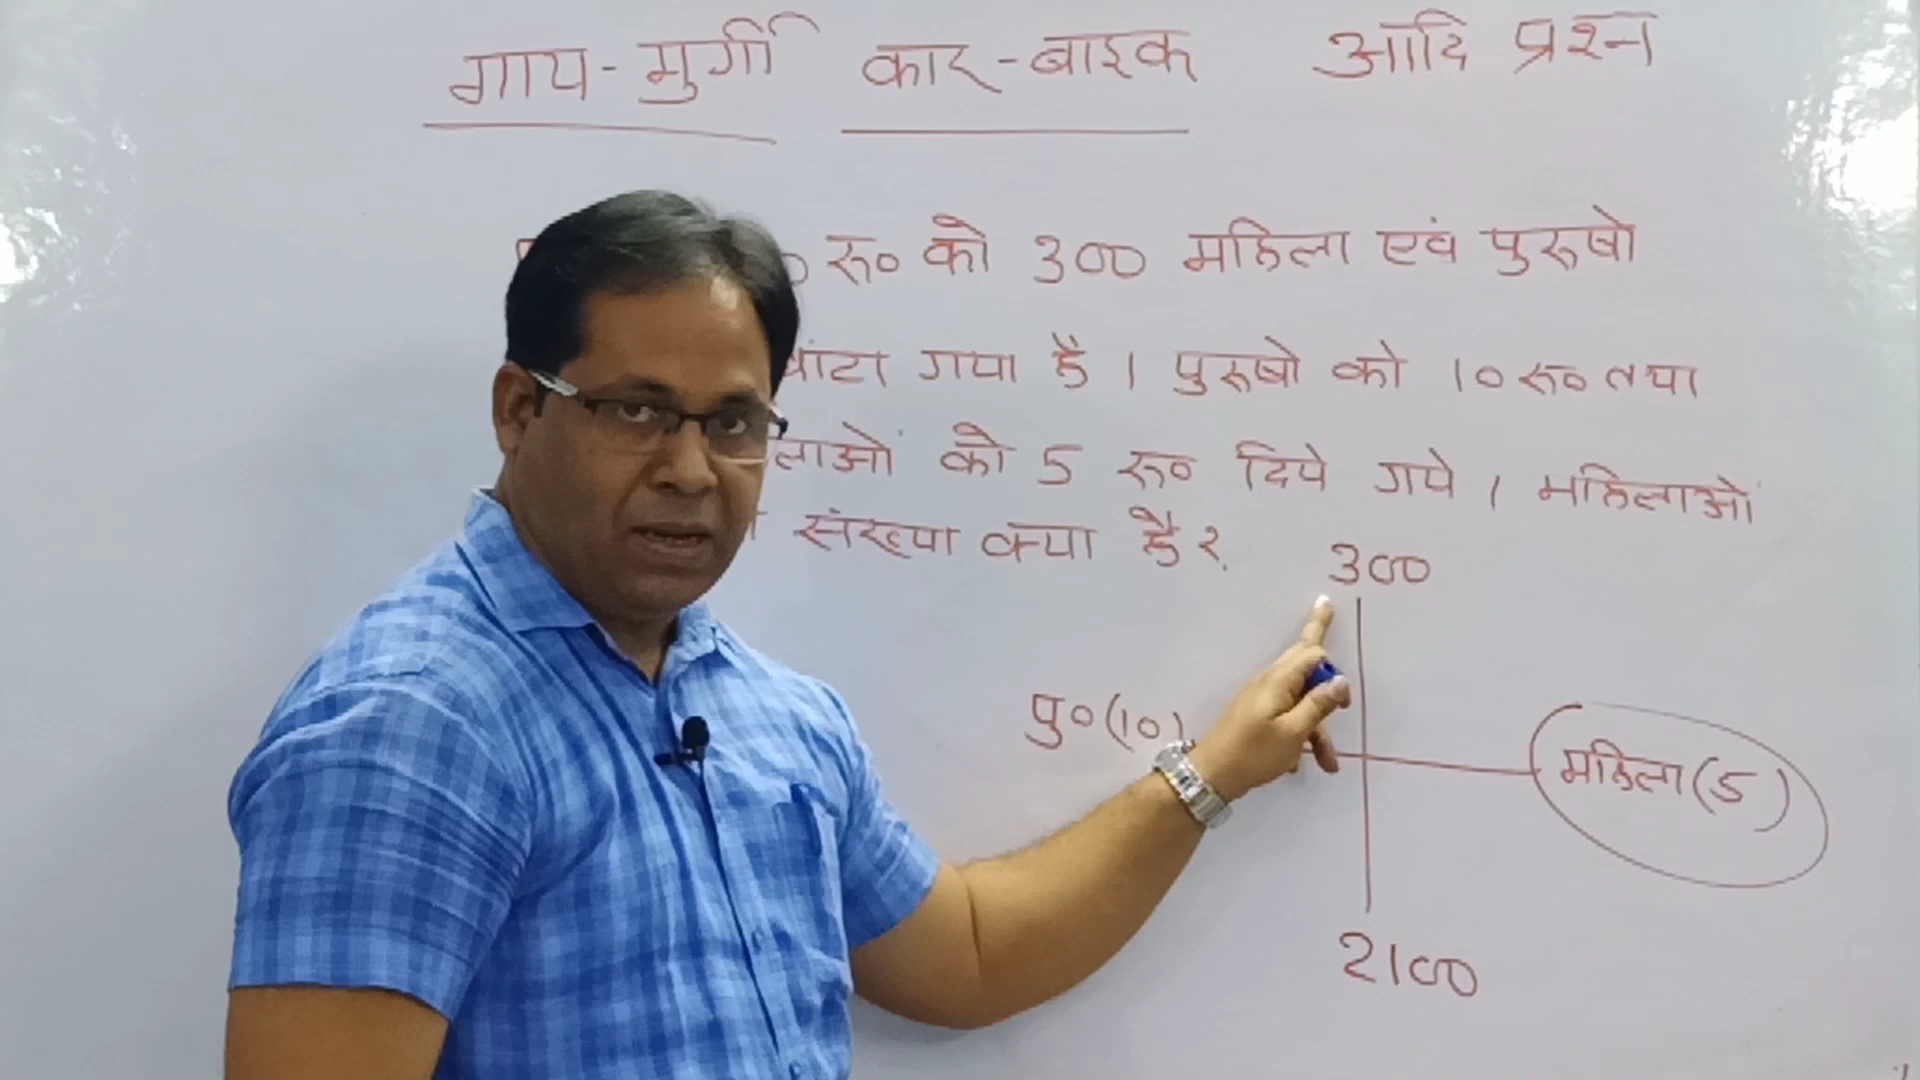 गाय-मुर्गी कार-बाइक आदि प्रश्न
रू० को 300 महिला एवं पुरूषो
बांटा गया है । पुरूषो को 10 रू० तथा
को 5 रू० दिये गये । महिलाओ
संख्या क्या है ?
300
पु०(10)
महिला(5)
2100